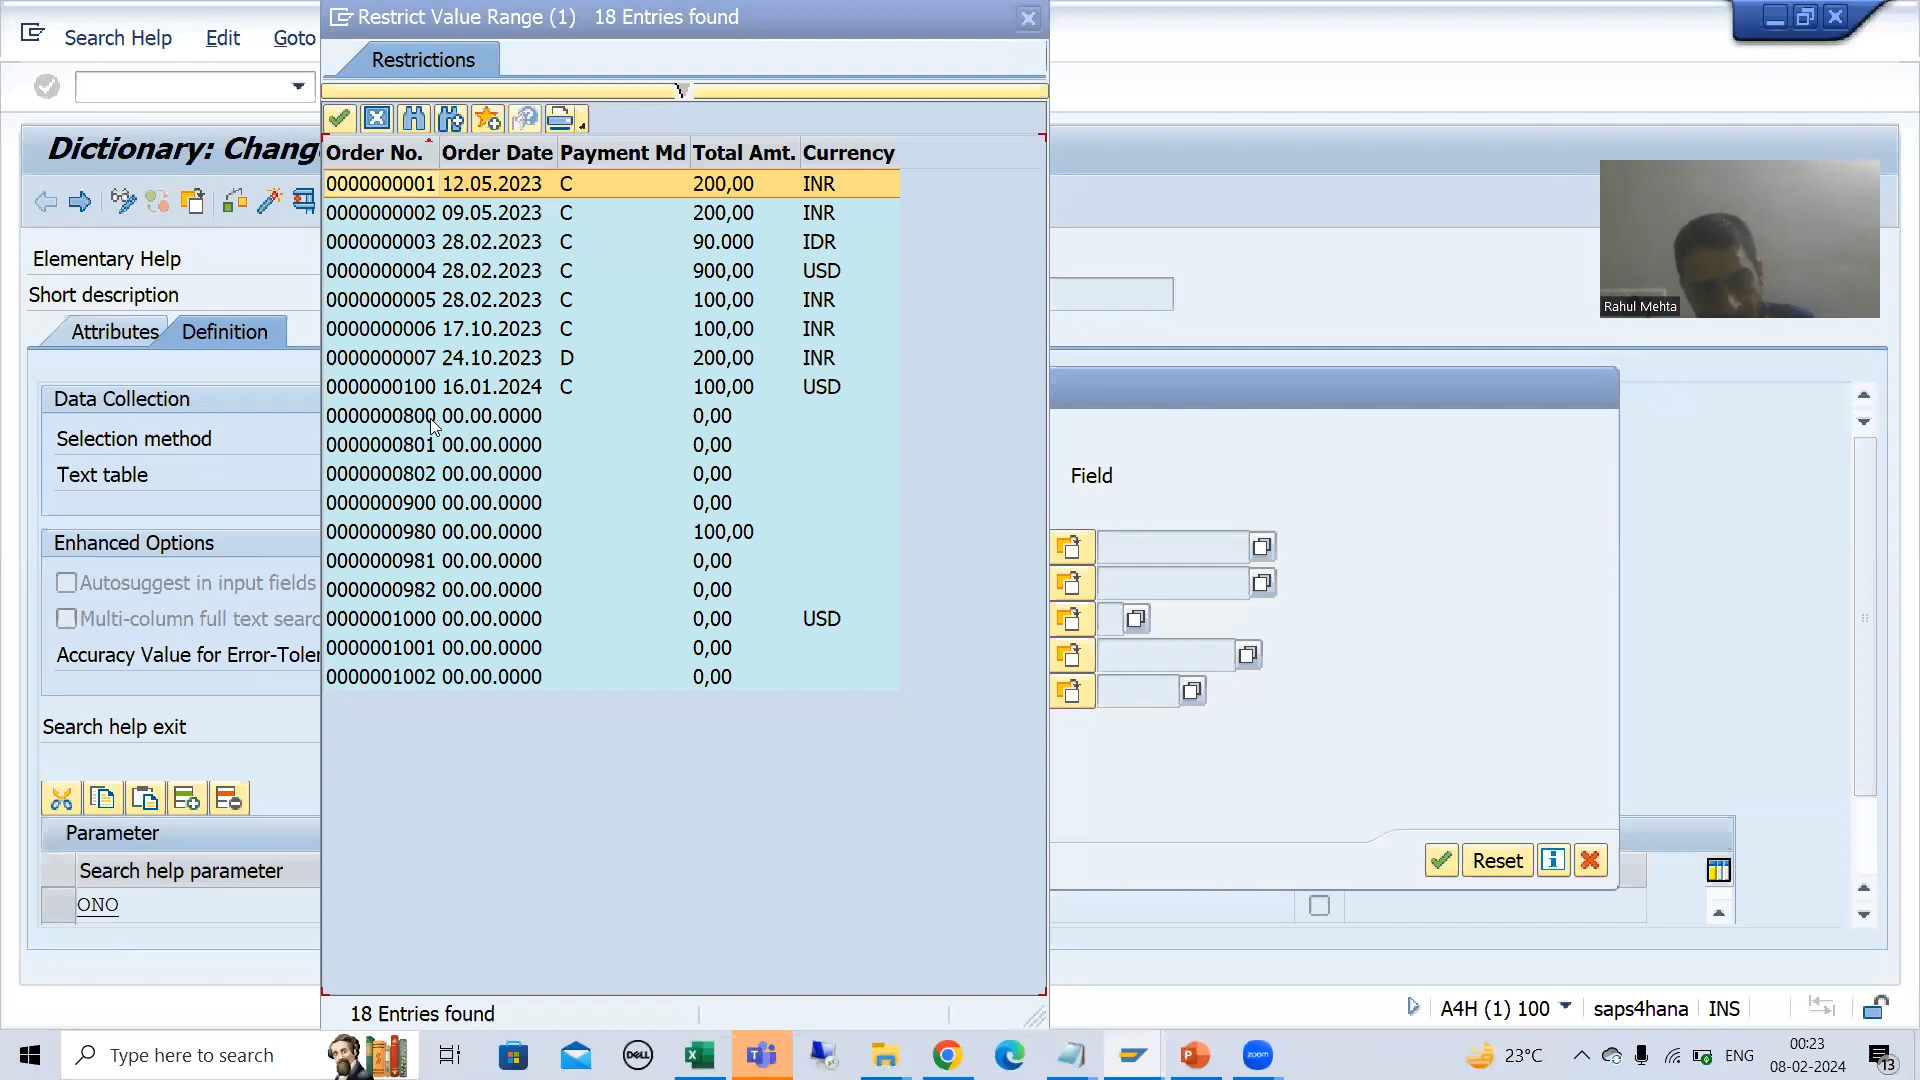 Restrict Value Range (1) 18 Entries found
Search Help Edit Goto
Restrictions
Dictionary: Chang
Order No. Order Date Payment Md Total Amt. Currency
0000000001 12.05.2023 C 200,00 INR
0000000002 09.05.2023 C 200,00 INR
0000000003 28.02.2023 C 90.000 IDR
0000000004 28.02.2023 C 900,00 USD
0000000005 28.02.2023 C 100,00 INR
0000000006 17.10.2023 C 100,00 INR
0000000007 24.10.2023 D 200,00 INR
0000000100 16.01.2024 C 100,00 USD
0000000800 00.00.0000 0,00
0000000801 00.00.0000 0,00
0000000802 00.00.0000 0,00
0000000900 00.00.0000 0,00
0000000980 00.00.0000 100,00
0000000981 00.00.0000 0,00
0000000982 00.00.0000 0,00
0000001000 00.00.0000 0,00 USD
0000001001 00.00.0000 0,00
0000001002 00.00.0000 0,00
18 Entries found
Elementary Help
Short description
Attributes Definition
Data Collection
Selection method
Text table
Enhanced Options
Autosuggest in input fields
Multi-column full text searc
Accuracy Value for Error-Toler
Search help exit
Parameter
Search help parameter
ONO
Rahul Mehta
Field
Reset
A4H (1) 100 saps4hana INS
Type here to search
DELL
zoom
23°C ENG
00:23
08-02-2024
13